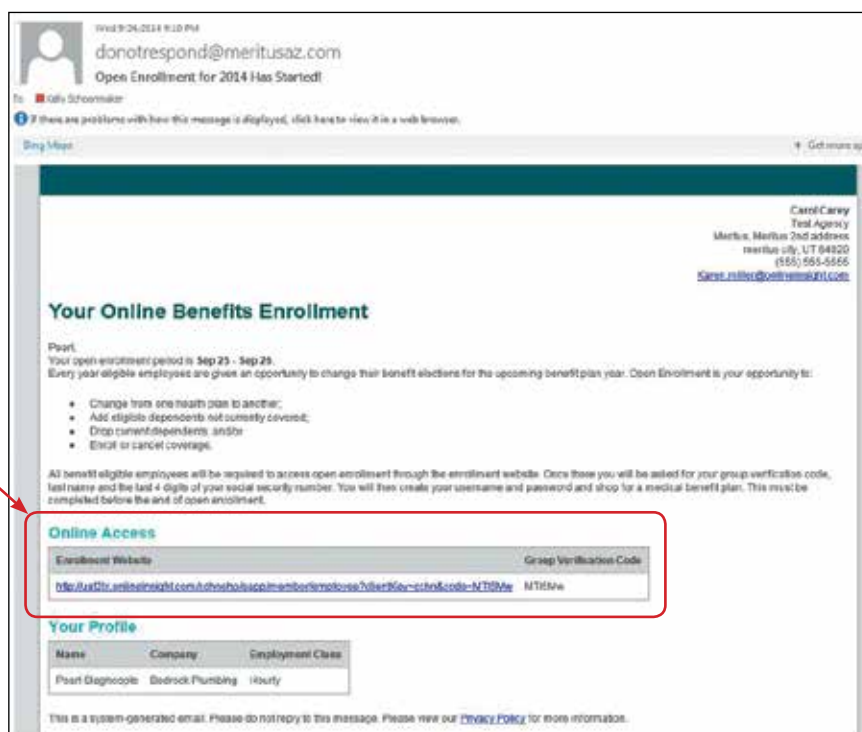 Wed 9/24/2014 9:10 PM
donotrespond@meritusaz.com
Open Enrollment for 2014 Has Started!
To Kelly Schoonmaker
If there are problems with how this message is displayed, click here to view it in a web browser.
Bing Maps + Get more
Carol Carey
Test Agency
Meritus, Meritus 2nd address
meritus city, UT 84020
(555) 555-5555
Karen.miller@onlineinsight.com
Your Online Benefits Enrollment
Pearl,
Your open enrollment period is Sep 25 - Sep 29.
Every year eligible employees are given an opportunity to change their benefit elections for the upcoming benefit plan year. Open Enrollment is your opportunity to:
• Change from one health plan to another;
• Add eligible dependents not currently covered;
• Drop current dependents; and/or
• Enroll or cancel coverage.
All benefit eligible employees will be required to access open enrollment through the enrollment website. Once there you will be asked for your group verification code,
last name and the last 4 digits of your social security number. You will then create your username and password and shop for a medical benefit plan. This must be
completed before the end of open enrollment.
Online Access
Enrollment Website Group Verification Code
Your Profile
Name Company Employment Class
Pearl Bedrock Plumbing Hourly
This is a system-generated email. Please do not reply to this message. Please view our Privacy Policy for more information.